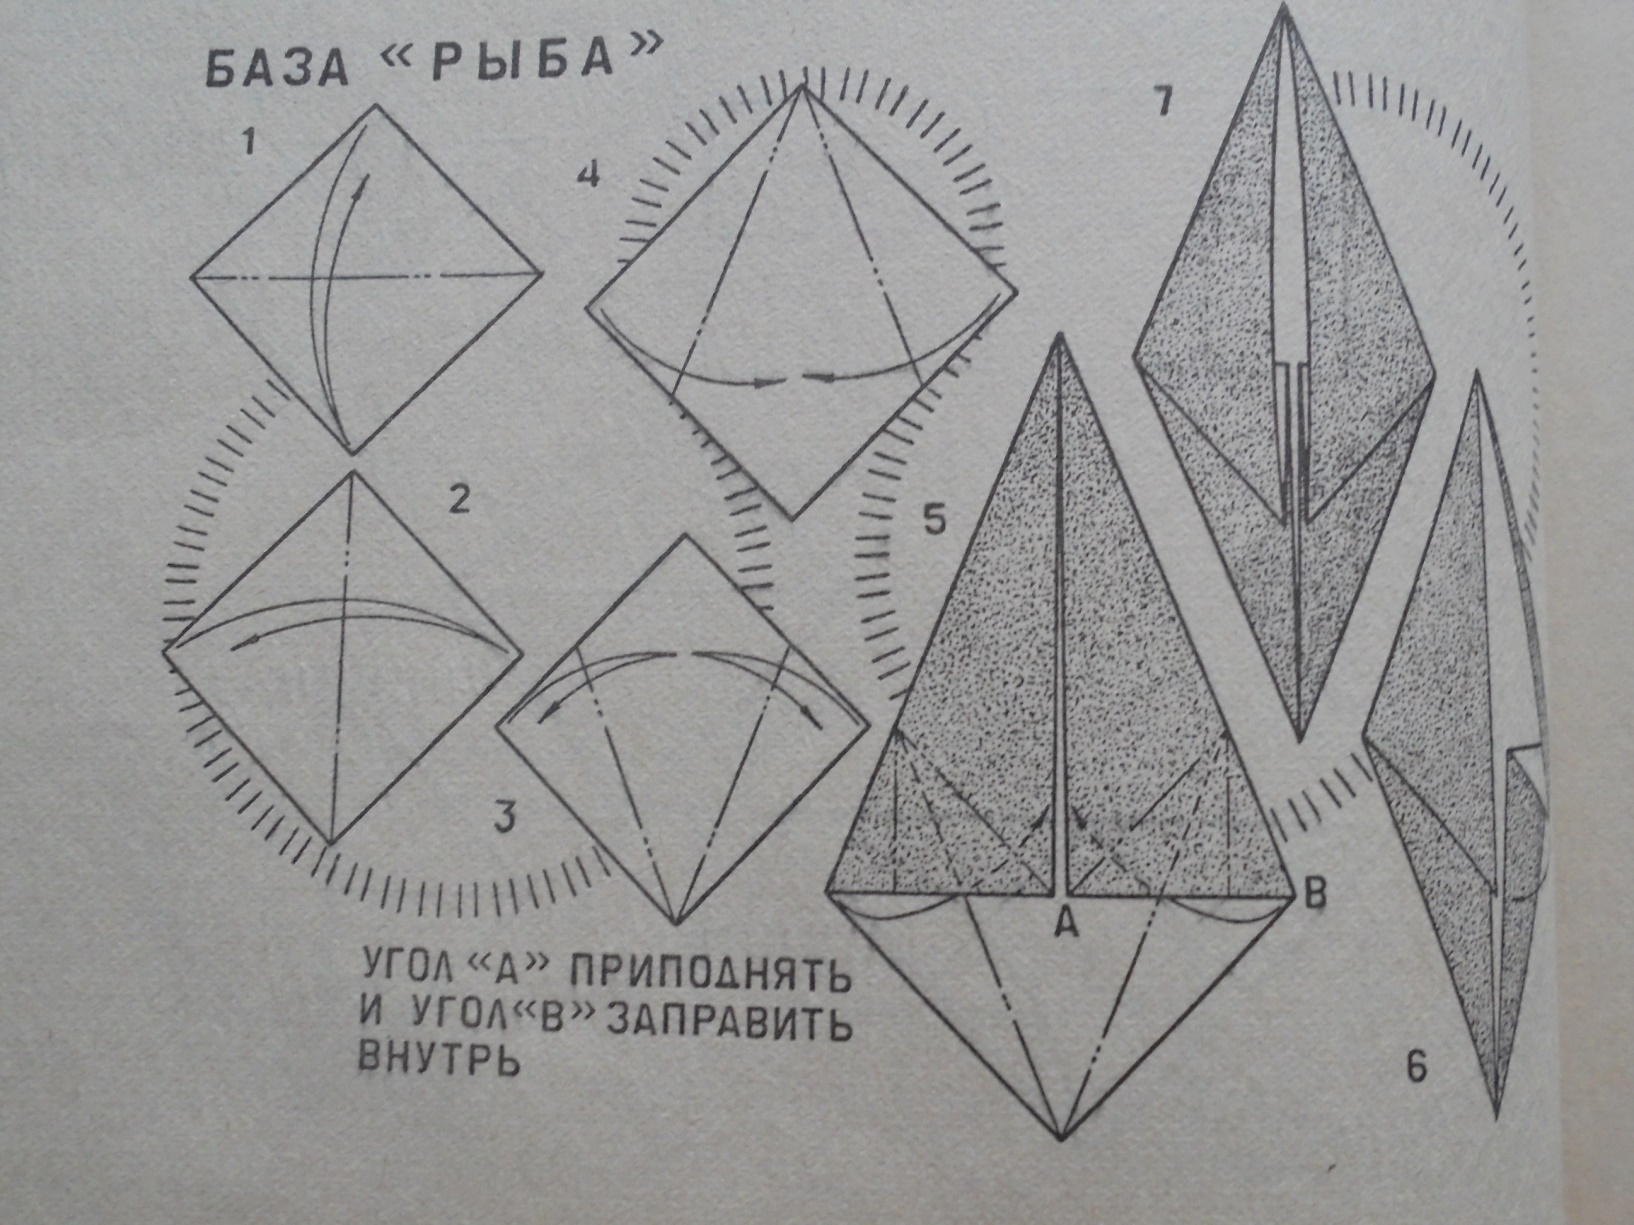 БАЗА «РЫБА»
1
2
3
4
5
A
B
6
7
УГОЛ «А» ПРИПОДНЯТЬ
И УГОЛ «В» ЗАПРАВИТЬ
ВНУТРЬ